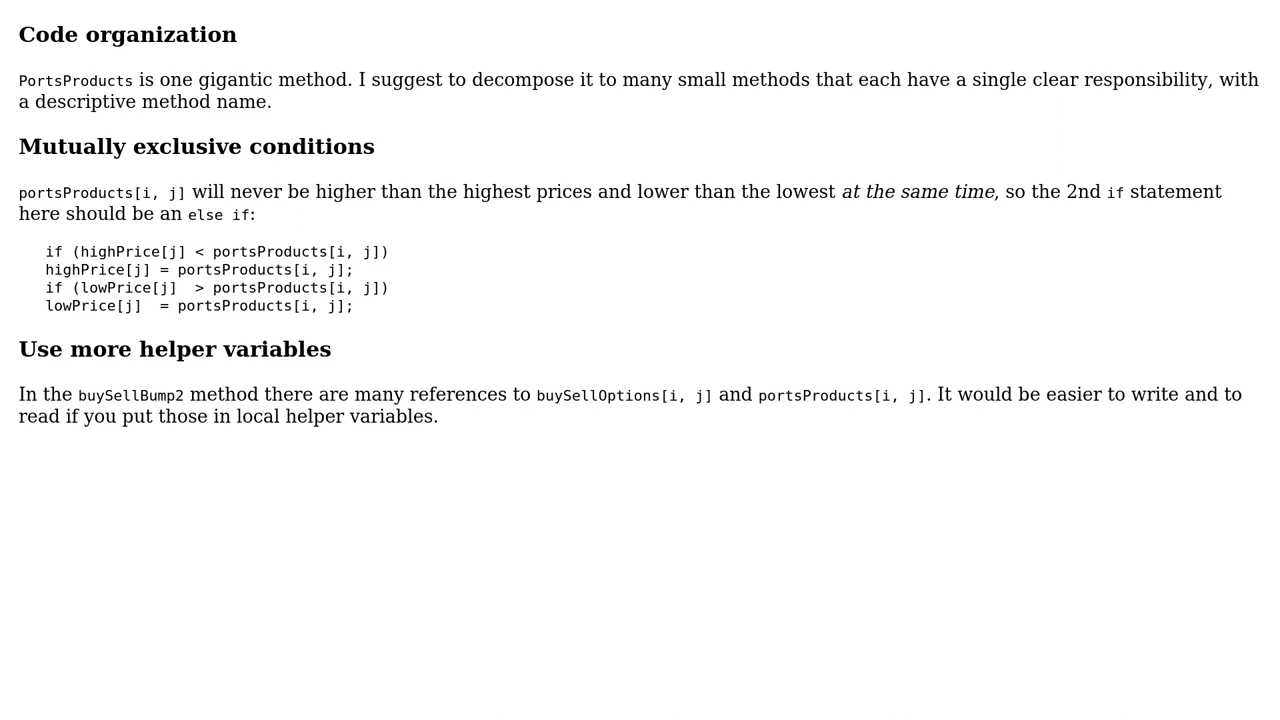 Code organization
PortsProducts is one gigantic method. I suggest to decompose it to many small methods that each have a single clear responsibility, with
a descriptive method name.
Mutually exclusive conditions
portsProducts[i, j] will never be higher than the highest prices and lower than the lowest at the same time, so the 2nd if statement
here should be an else if:
if (highPrice[j] < portsProducts[i, j])
highPrice[j] = portsProducts[i, j];
if (lowPrice[j]  > portsProducts[i, j])
lowPrice[j]  = portsProducts[i, j];
Use more helper variables
In the buySellBump2 method there are many references to buySellOptions[i, j] and portsProducts[i, j]. It would be easier to write and to
read if you put those in local helper variables.